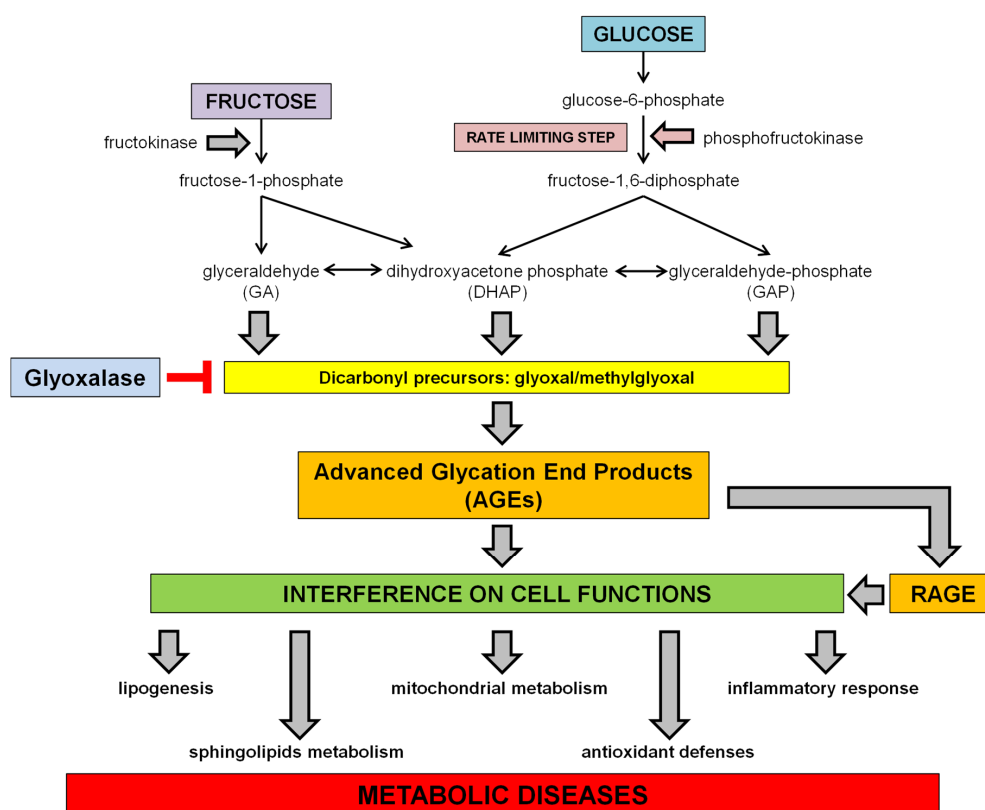 GLUCOSE
glucose-6-phosphate
FRUCTOSE
fructokinase
RATE LIMITING STEP
phosphofructokinase
fructose-1-phosphate
fructose-1,6-diphosphate
glyceraldehyde
(GA)
dihydroxyacetone phosphate
(DHAP)
glyceraldehyde-phosphate
(GAP)
Glyoxalase
Dicarbonyl precursors: glyoxal/methylglyoxal
Advanced Glycation End Products
(AGEs)
INTERFERENCE ON CELL FUNCTIONS
RAGE
lipogenesis
mitochondrial metabolism
inflammatory response
sphingolipids metabolism
antioxidant defenses
METABOLIC DISEASES